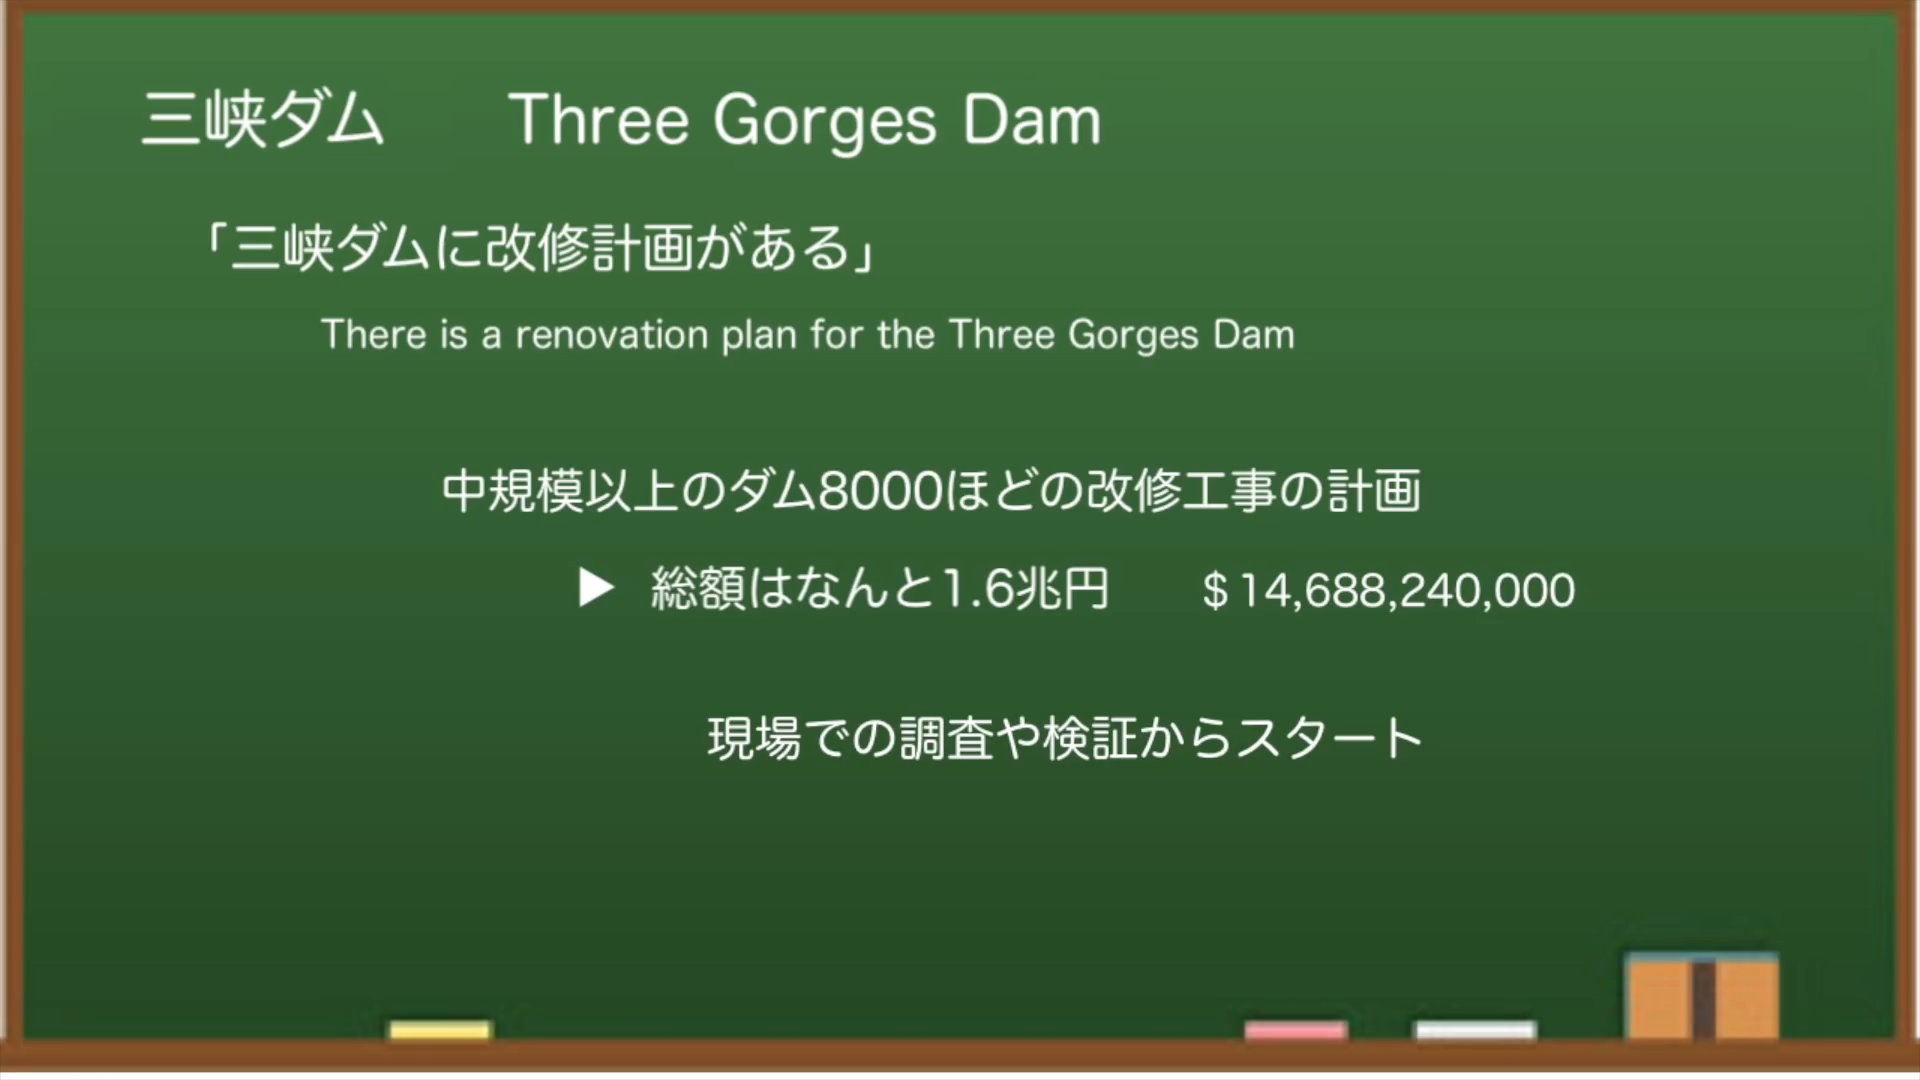 三峡ダム Three Gorges Dam
「三峡ダムに改修計画がある」
There is a renovation plan for the Three Gorges Dam
中規模以上のダム8000ほどの改修工事の計画
▶ 総額はなんと1.6兆円 ＄14,688,240,000
現場での調査や検証からスタート